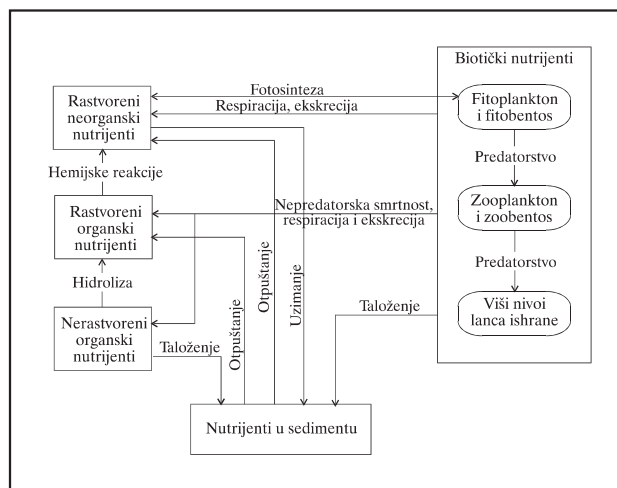 Biotički nutrijenti
Rastvoreni
neorganski
nutrijenti
Fotosinteza
Respiracija, ekskrecija
Fitoplankton
i fitobentos
Predatorstvo
Hemijske reakcije
Rastvoreni
organski
nutrijenti
Nepredatorska smrtnost,
respiracija i ekskrecija
Zooplankton
i zoobentos
Predatorstvo
Hidroliza
Otpuštanje
Otpuštanje
Uzimanje
Nerastvoreni
organski
nutrijenti
Taloženje
Taloženje
Viši nivoi
lanca ishrane
Nutrijenti u sedimentu